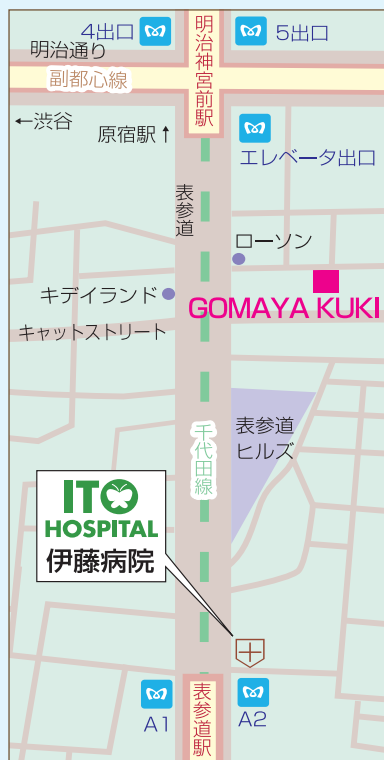 4出口
5出口
明治通り
明治神宮前駅
副都心線
←渋谷
原宿駅↑
エレベータ出口
表参道
ローソン
キデイランド
GOMAYA KUKI
キャットストリート
千代田線
表参道
ヒルズ
ITO
HOSPITAL
伊藤病院
A1
表参道駅
A2